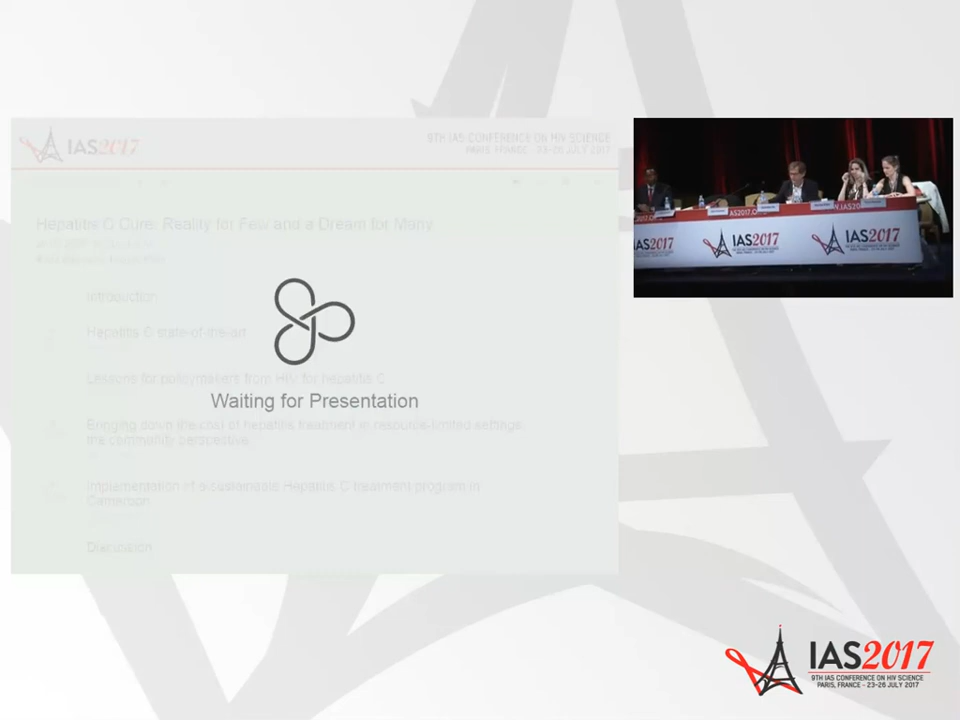 IAS2017
9TH IAS CONFERENCE ON HIV SCIENCE
PARIS, FRANCE - 23-26 JULY 2017
Hepatitis C Cure: Reality for Few and a Dream for Many
Introduction
Hepatitis C state-of-the-art
Lessons for policymakers from HIV for hepatitis C
Waiting for Presentation
Bringing down the cost of hepatitis treatment in resource-limited settings:
the community perspective
Implementation of a sustainable Hepatitis C treatment program in
Cameroon
Discussion
IAS2017
IAS2017
IAS2017
IAS2017
9TH IAS CONFERENCE ON HIV SCIENCE
PARIS, FRANCE - 23-26 JULY 2017